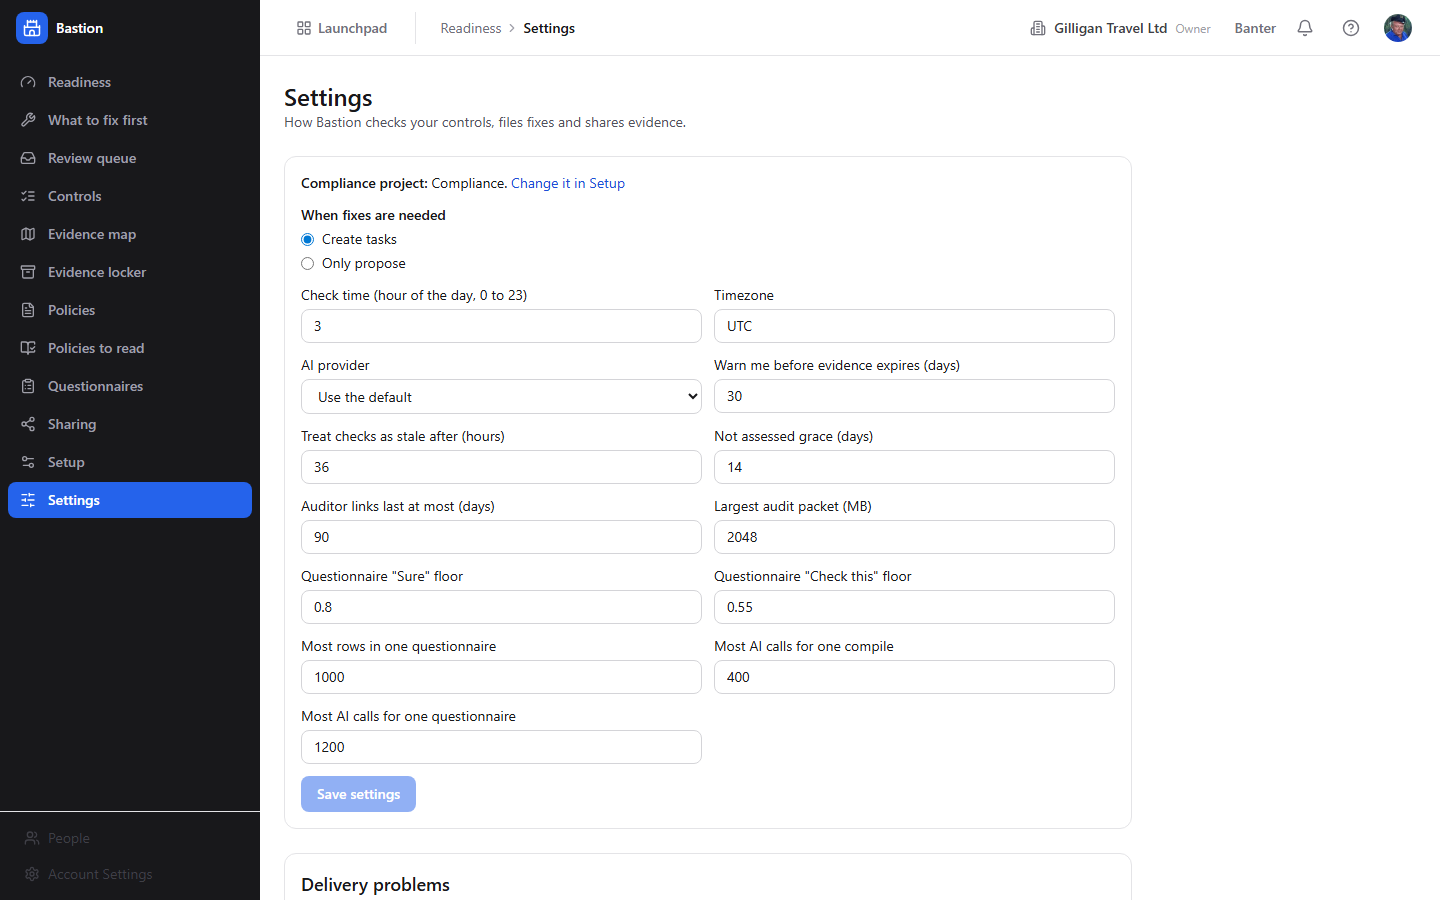 Bastion
Launchpad
Readiness > Settings
Gilligan Travel Ltd Owner
Banter
Readiness
What to fix first
Review queue
Controls
Evidence map
Evidence locker
Policies
Policies to read
Questionnaires
Sharing
Setup
Settings
People
Account Settings
Settings
How Bastion checks your controls, files fixes and shares evidence.
Compliance project: Compliance. Change it in Setup
When fixes are needed
Create tasks
Only propose
Check time (hour of the day, 0 to 23)
3
Timezone
UTC
AI provider
Use the default
Warn me before evidence expires (days)
30
Treat checks as stale after (hours)
36
Not assessed grace (days)
14
Auditor links last at most (days)
90
Largest audit packet (MB)
2048
Questionnaire "Sure" floor
0.8
Questionnaire "Check this" floor
0.55
Most rows in one questionnaire
1000
Most AI calls for one compile
400
Most AI calls for one questionnaire
1200
Save settings
Delivery problems